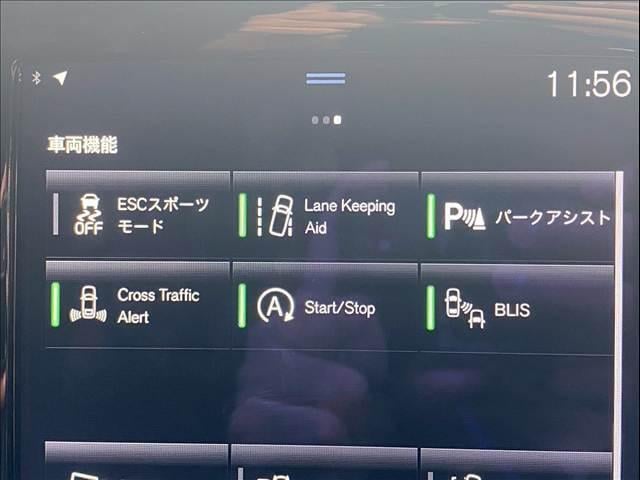 11:56
車両機能
OFF
ESCスポーツ
モード
Lane Keeping
Aid
P
パークアシスト
Cross Traffic
Alert
A
Start/Stop
BLIS